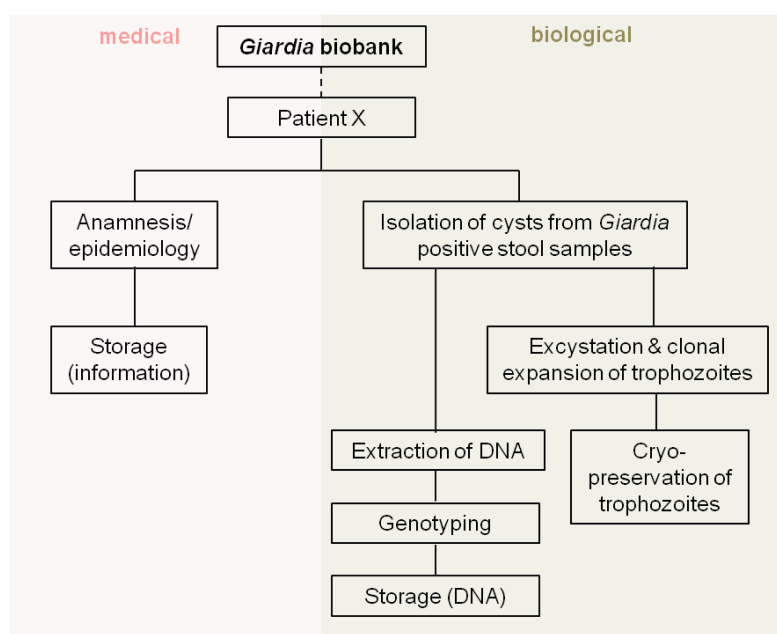 medical
Giardia biobank
biological
Patient X
Anamnesis/
epidemiology
Isolation of cysts from Giardia
positive stool samples
Storage
(information)
Excystation & clonal
expansion of trophozoites
Extraction of DNA
Cryo-
preservation of
trophozoites
Genotyping
Storage (DNA)